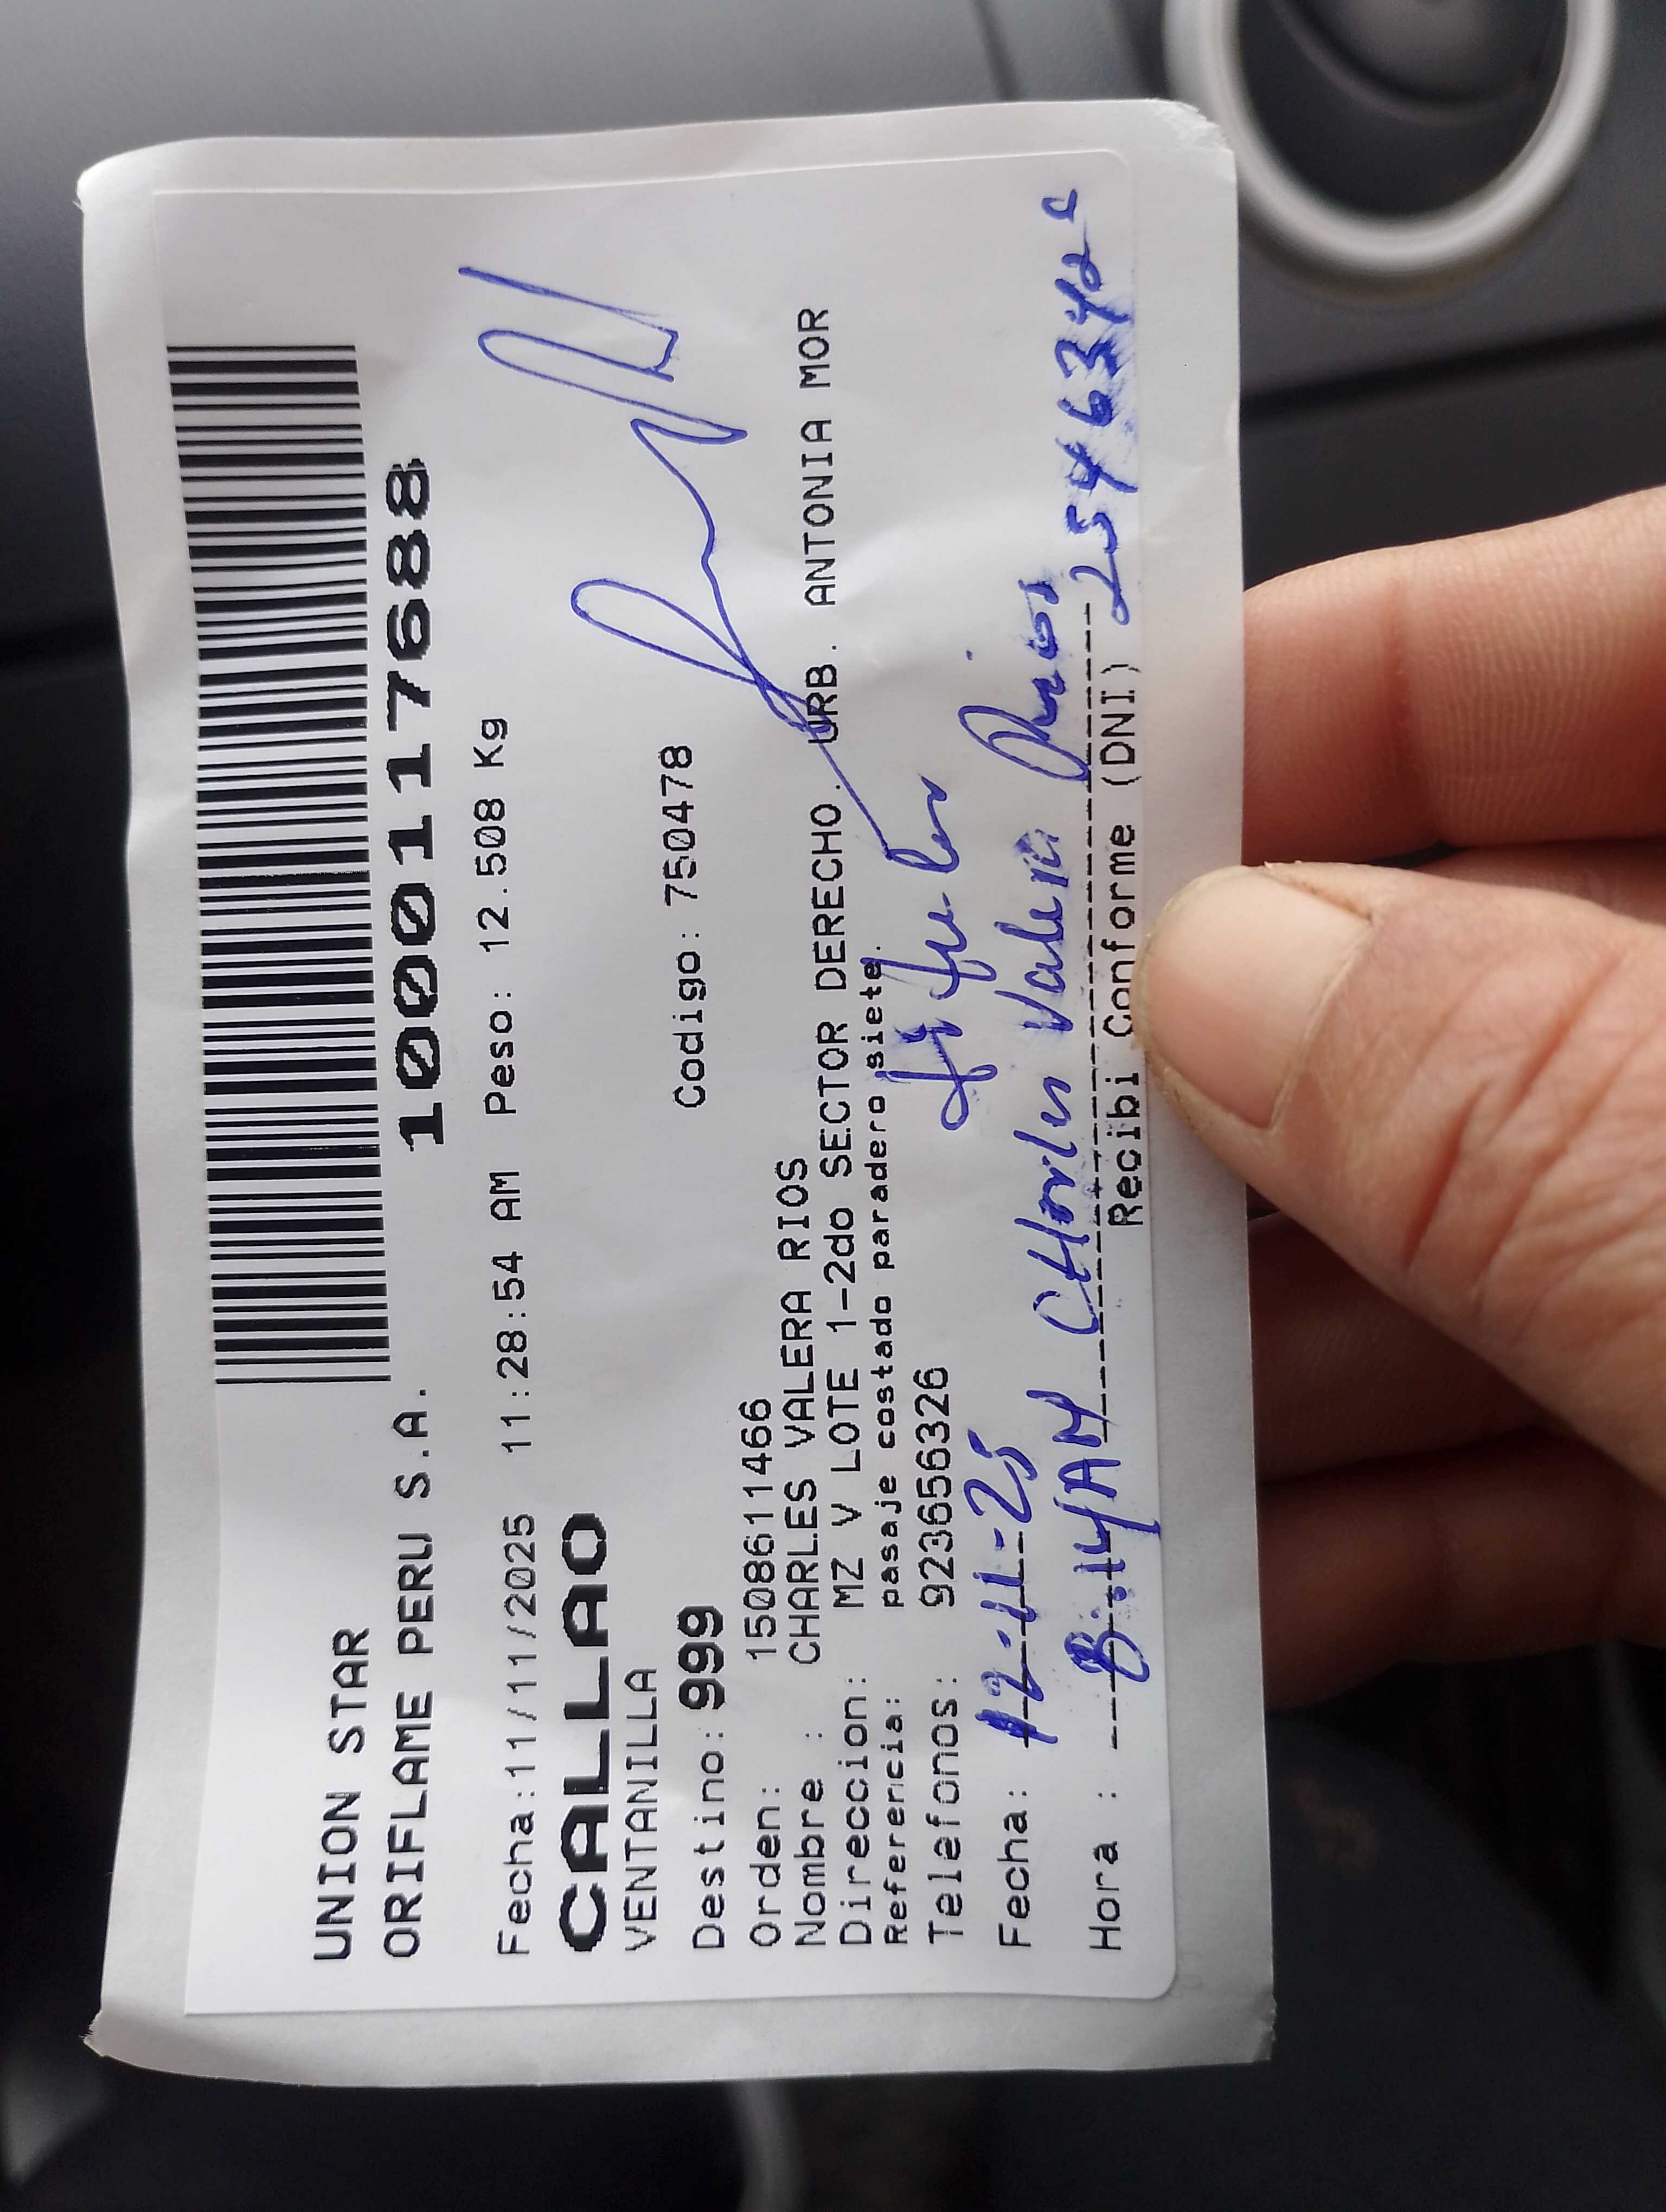 UNION STAR
ORIFLAME PERU S.A.
10001117688
Fecha:11/11/2025 11:28:54 AM Peso: 12.508 Kg
CALLAO
VENTANILLA
Destino: 999 Codigo: 750478
Orden: 1508611466
Nombre : CHARLES VALERA RIOS
Direccion: MZ V LOTE 1-2do SECTOR DERECHO. URB. ANTONIA MOR
Referencia: pasaje costado paradero siete.
Telefonos: 923656326
Fecha: 12-11-25
CHarles Valera Rios
Hora : 8:14AM
Recibi Conforme (DNI) 2546342